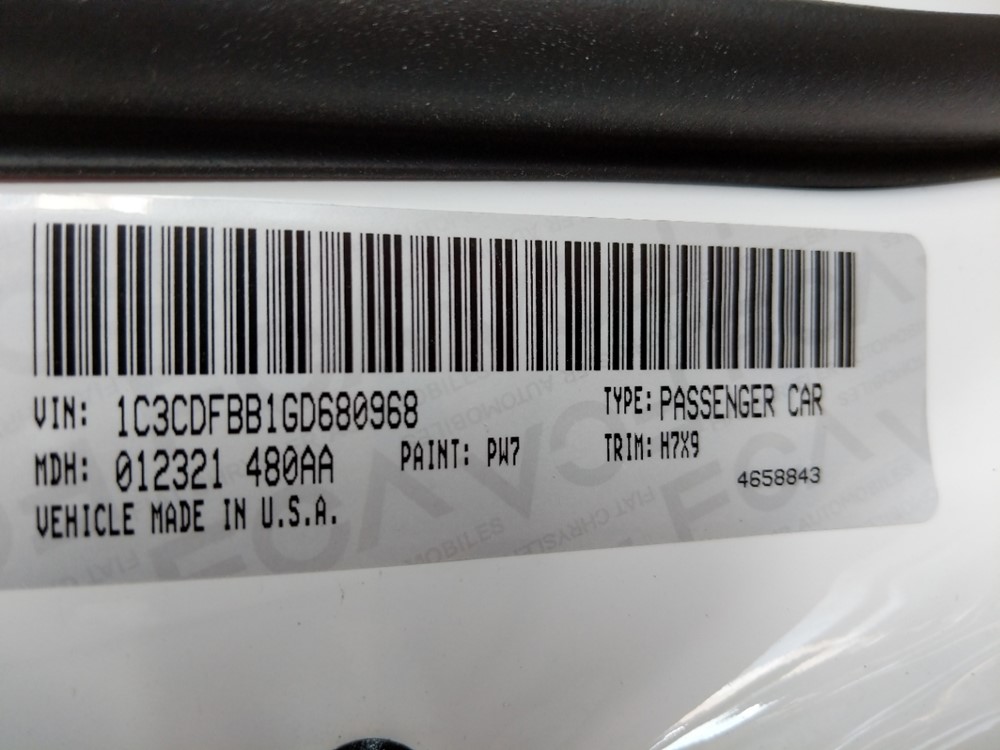 VIN: 1C3CDFBB1GD680968 TYPE: PASSENGER CAR
MDH: 012321 480AA PAINT: PW7 TRIM: H7X9
4658843
VEHICLE MADE IN U.S.A.